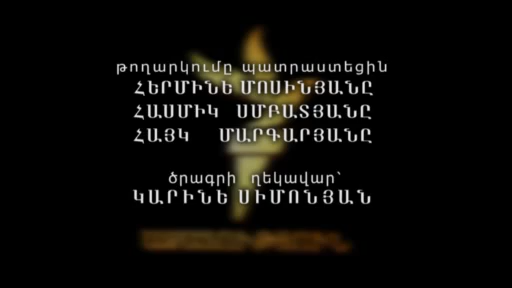 թողարկումը պատրաստեցին
ՀԵՐՄԻՆԵ ՄՈՍԻՆՅԱՆԸ
ՀԱՍՄԻԿ ՍՄԲԱՏՅԱՆԸ
ՀԱՅԿ ՄԱՐԳԱՐՅԱՆԸ
ծրագրի ղեկավար՝
ԿԱՐԻՆԵ ՍԻՄՈՆՅԱՆ